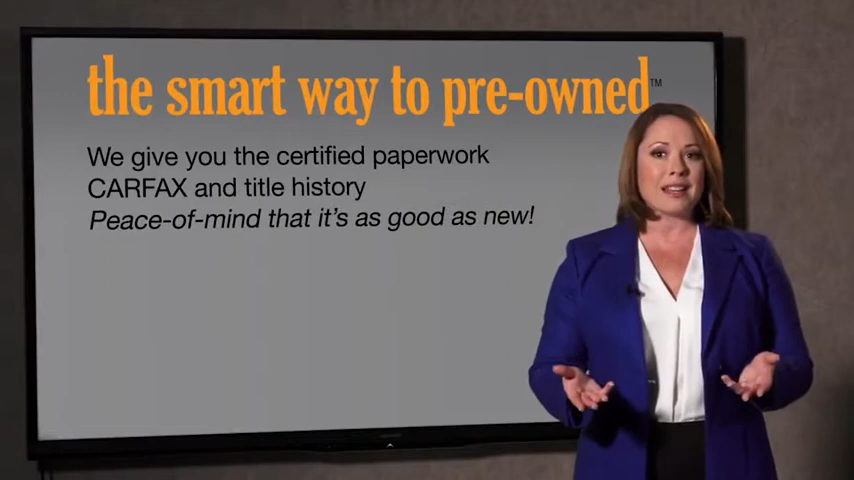 the smart way to pre-owned™
We give you the certified paperwork
CARFAX and title history
Peace-of-mind that it's as good as new!